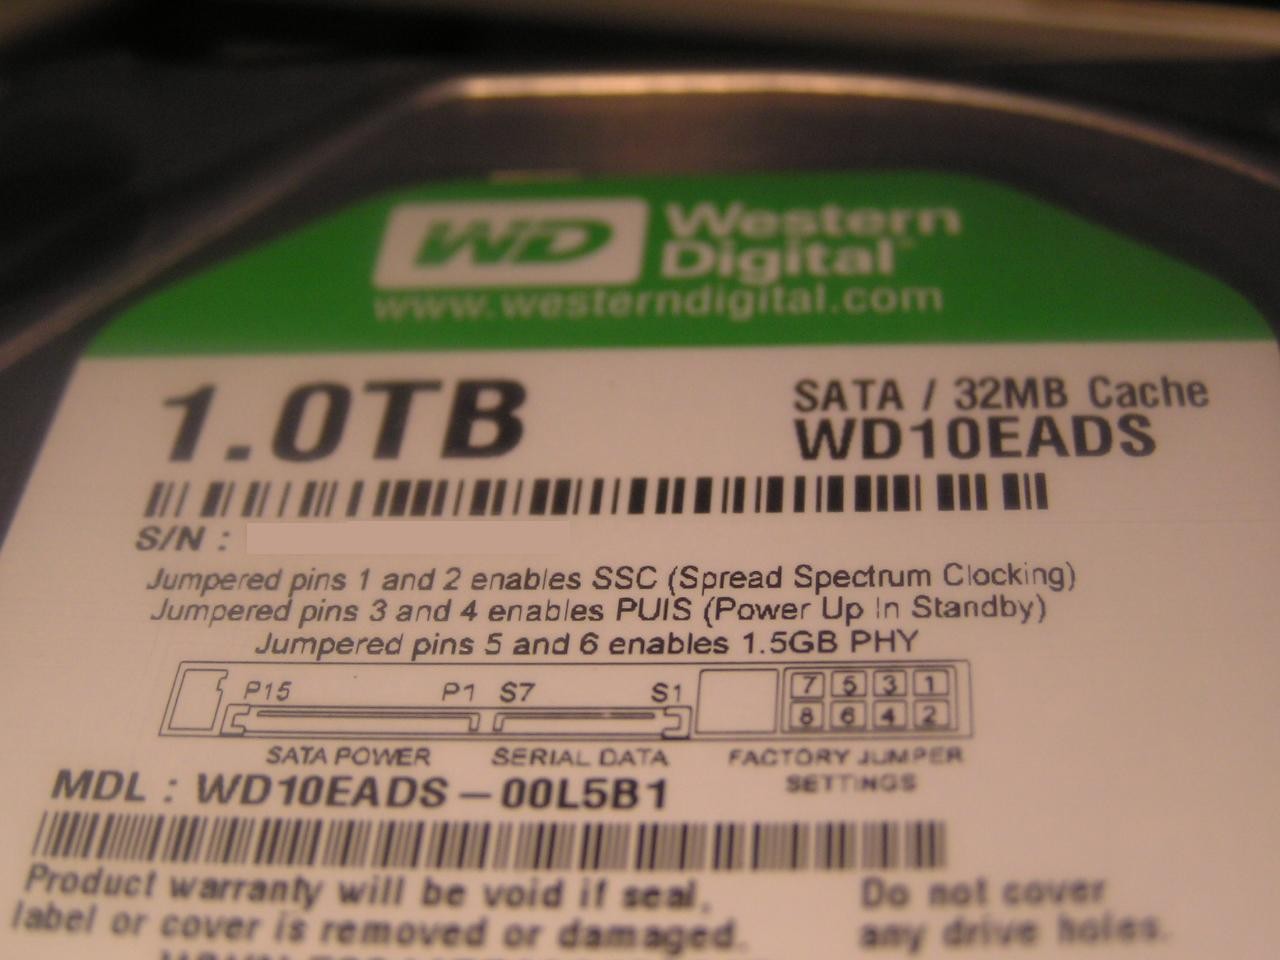 WD Western
Digital
www.westerndigital.com
1.0TB
SATA / 32MB Cache
WD10EADS
S/N :
Jumpered pins 1 and 2 enables SSC (Spread Spectrum Clocking)
Jumpered pins 3 and 4 enables PUIS (Power Up In Standby)
Jumpered pins 5 and 6 enables 1.5GB PHY
P15 P1 S7 S1 7 5 3 1
8 6 4 2
SATA POWER SERIAL DATA FACTORY JUMPER
SETTINGS
MDL : WD10EADS – 00L5B1
Product warranty will be void if seal,
label or cover is removed or damaged.
Do not cover
any drive holes.